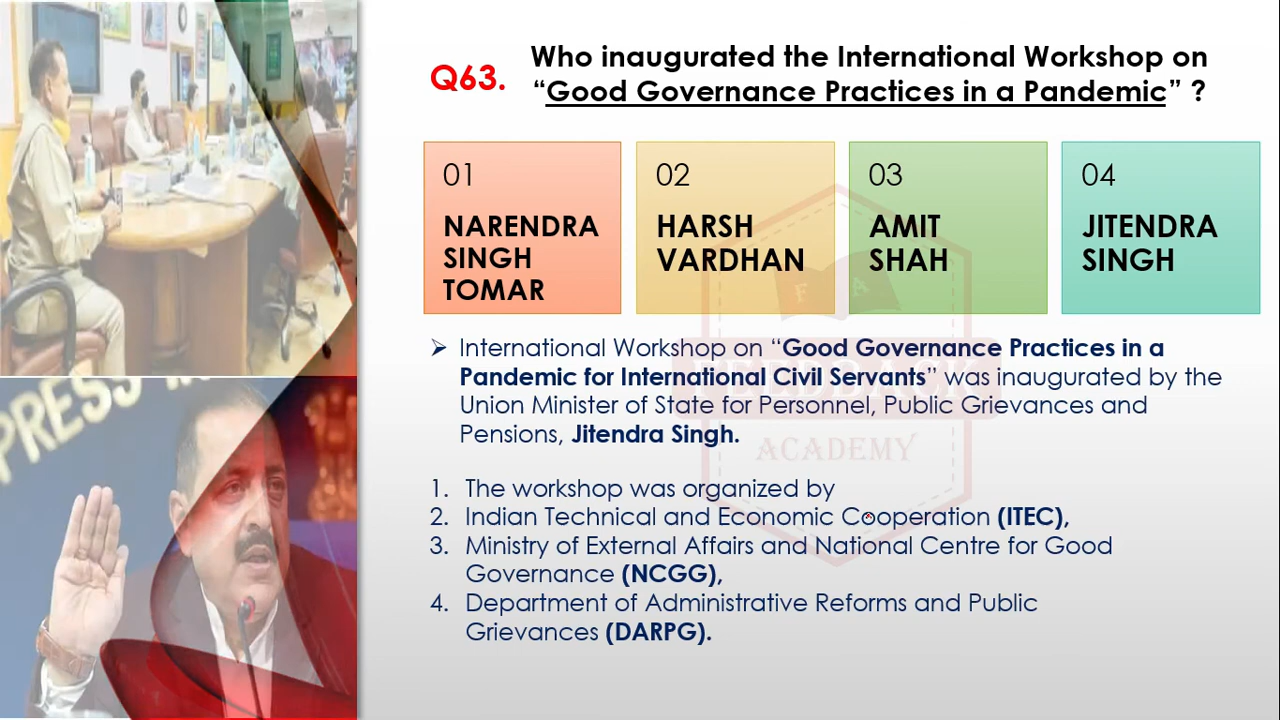 Q63.
Who inaugurated the International Workshop on
“Good Governance Practices in a Pandemic” ?
01
NARENDRA
SINGH
TOMAR
02
HARSH
VARDHAN
03
AMIT
SHAH
04
JITENDRA
SINGH
➢ International Workshop on “Good Governance Practices in a
Pandemic for International Civil Servants” was inaugurated by the
Union Minister of State for Personnel, Public Grievances and
Pensions, Jitendra Singh.
1. The workshop was organized by
2. Indian Technical and Economic Cooperation (ITEC),
3. Ministry of External Affairs and National Centre for Good
Governance (NCGG),
4. Department of Administrative Reforms and Public
Grievances (DARPG).
F A
FEEDBACK
ACADEMY
PRESS IN